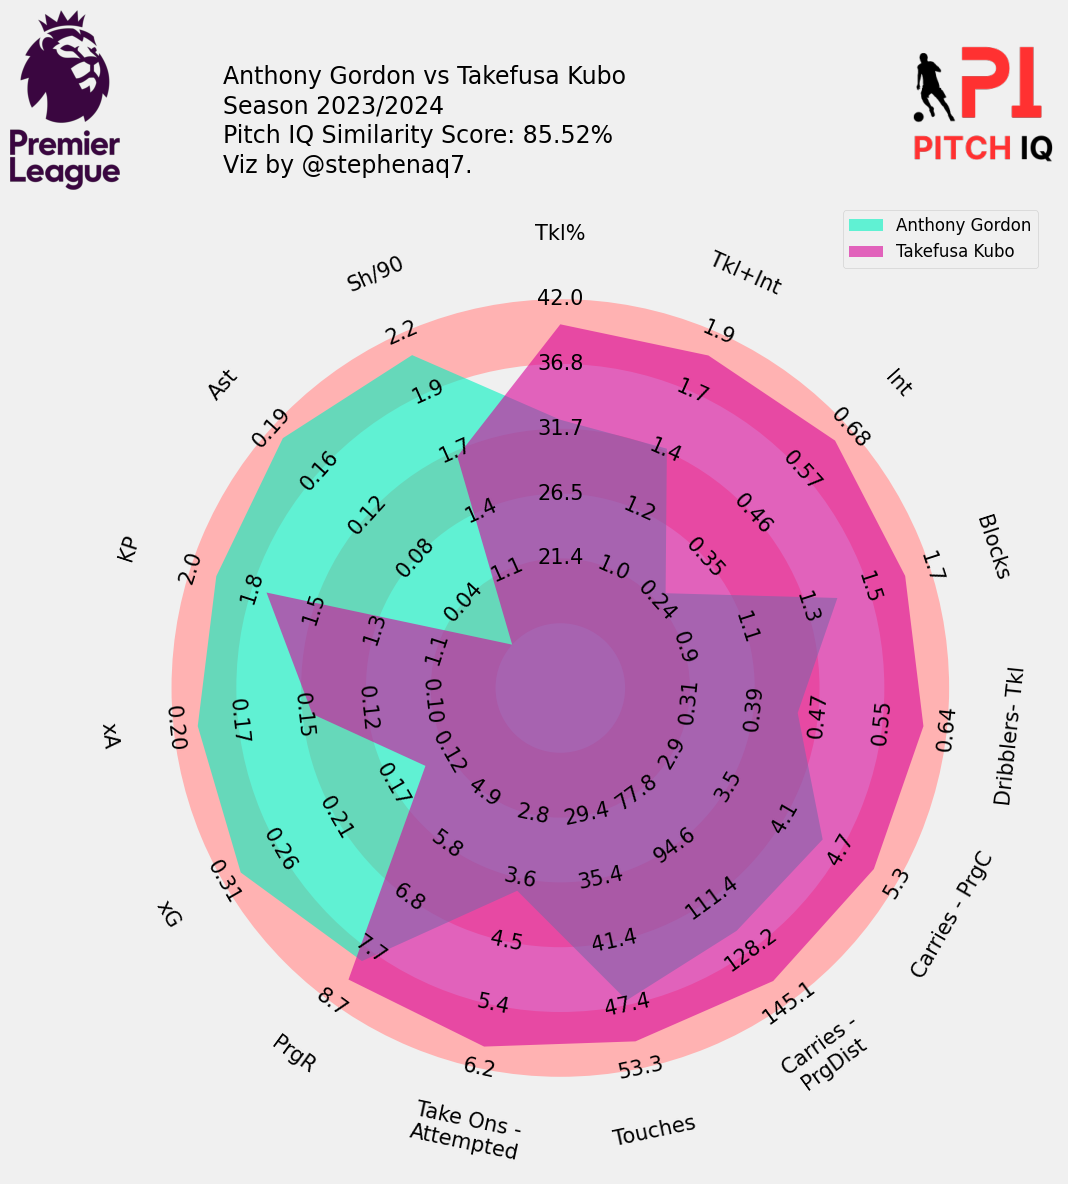 Premier
League
Anthony Gordon vs Takefusa Kubo
Season 2023/2024
Pitch IQ Similarity Score: 85.52%
Viz by @stephenaq7.
PI
PITCH IQ
Anthony Gordon
Takefusa Kubo
Tkl%
42.0
36.8
31.7
26.5
21.4
Tkl+Int
1.9
1.7
1.4
1.2
1.0
Int
0.68
0.57
0.46
0.35
0.24
Blocks
1.7
1.5
1.3
1.1
0.9
Dribblers- Tkl
0.64
0.55
0.47
0.39
0.31
Carries - PrgC
5.3
4.7
4.1
3.5
2.9
Carries -
PrgDist
145.1
128.2
111.4
94.6
77.8
Touches
53.3
47.4
41.4
35.4
29.4
Take Ons -
Attempted
6.2
5.4
4.5
3.6
2.8
PrgR
8.7
7.7
6.8
5.8
4.9
xG
0.31
0.26
0.21
0.17
0.12
xA
0.20
0.17
0.15
0.12
0.10
KP
2.0
1.8
1.5
1.3
1.1
Ast
0.19
0.16
0.12
0.08
0.04
Sh/90
2.2
1.9
1.7
1.4
1.1